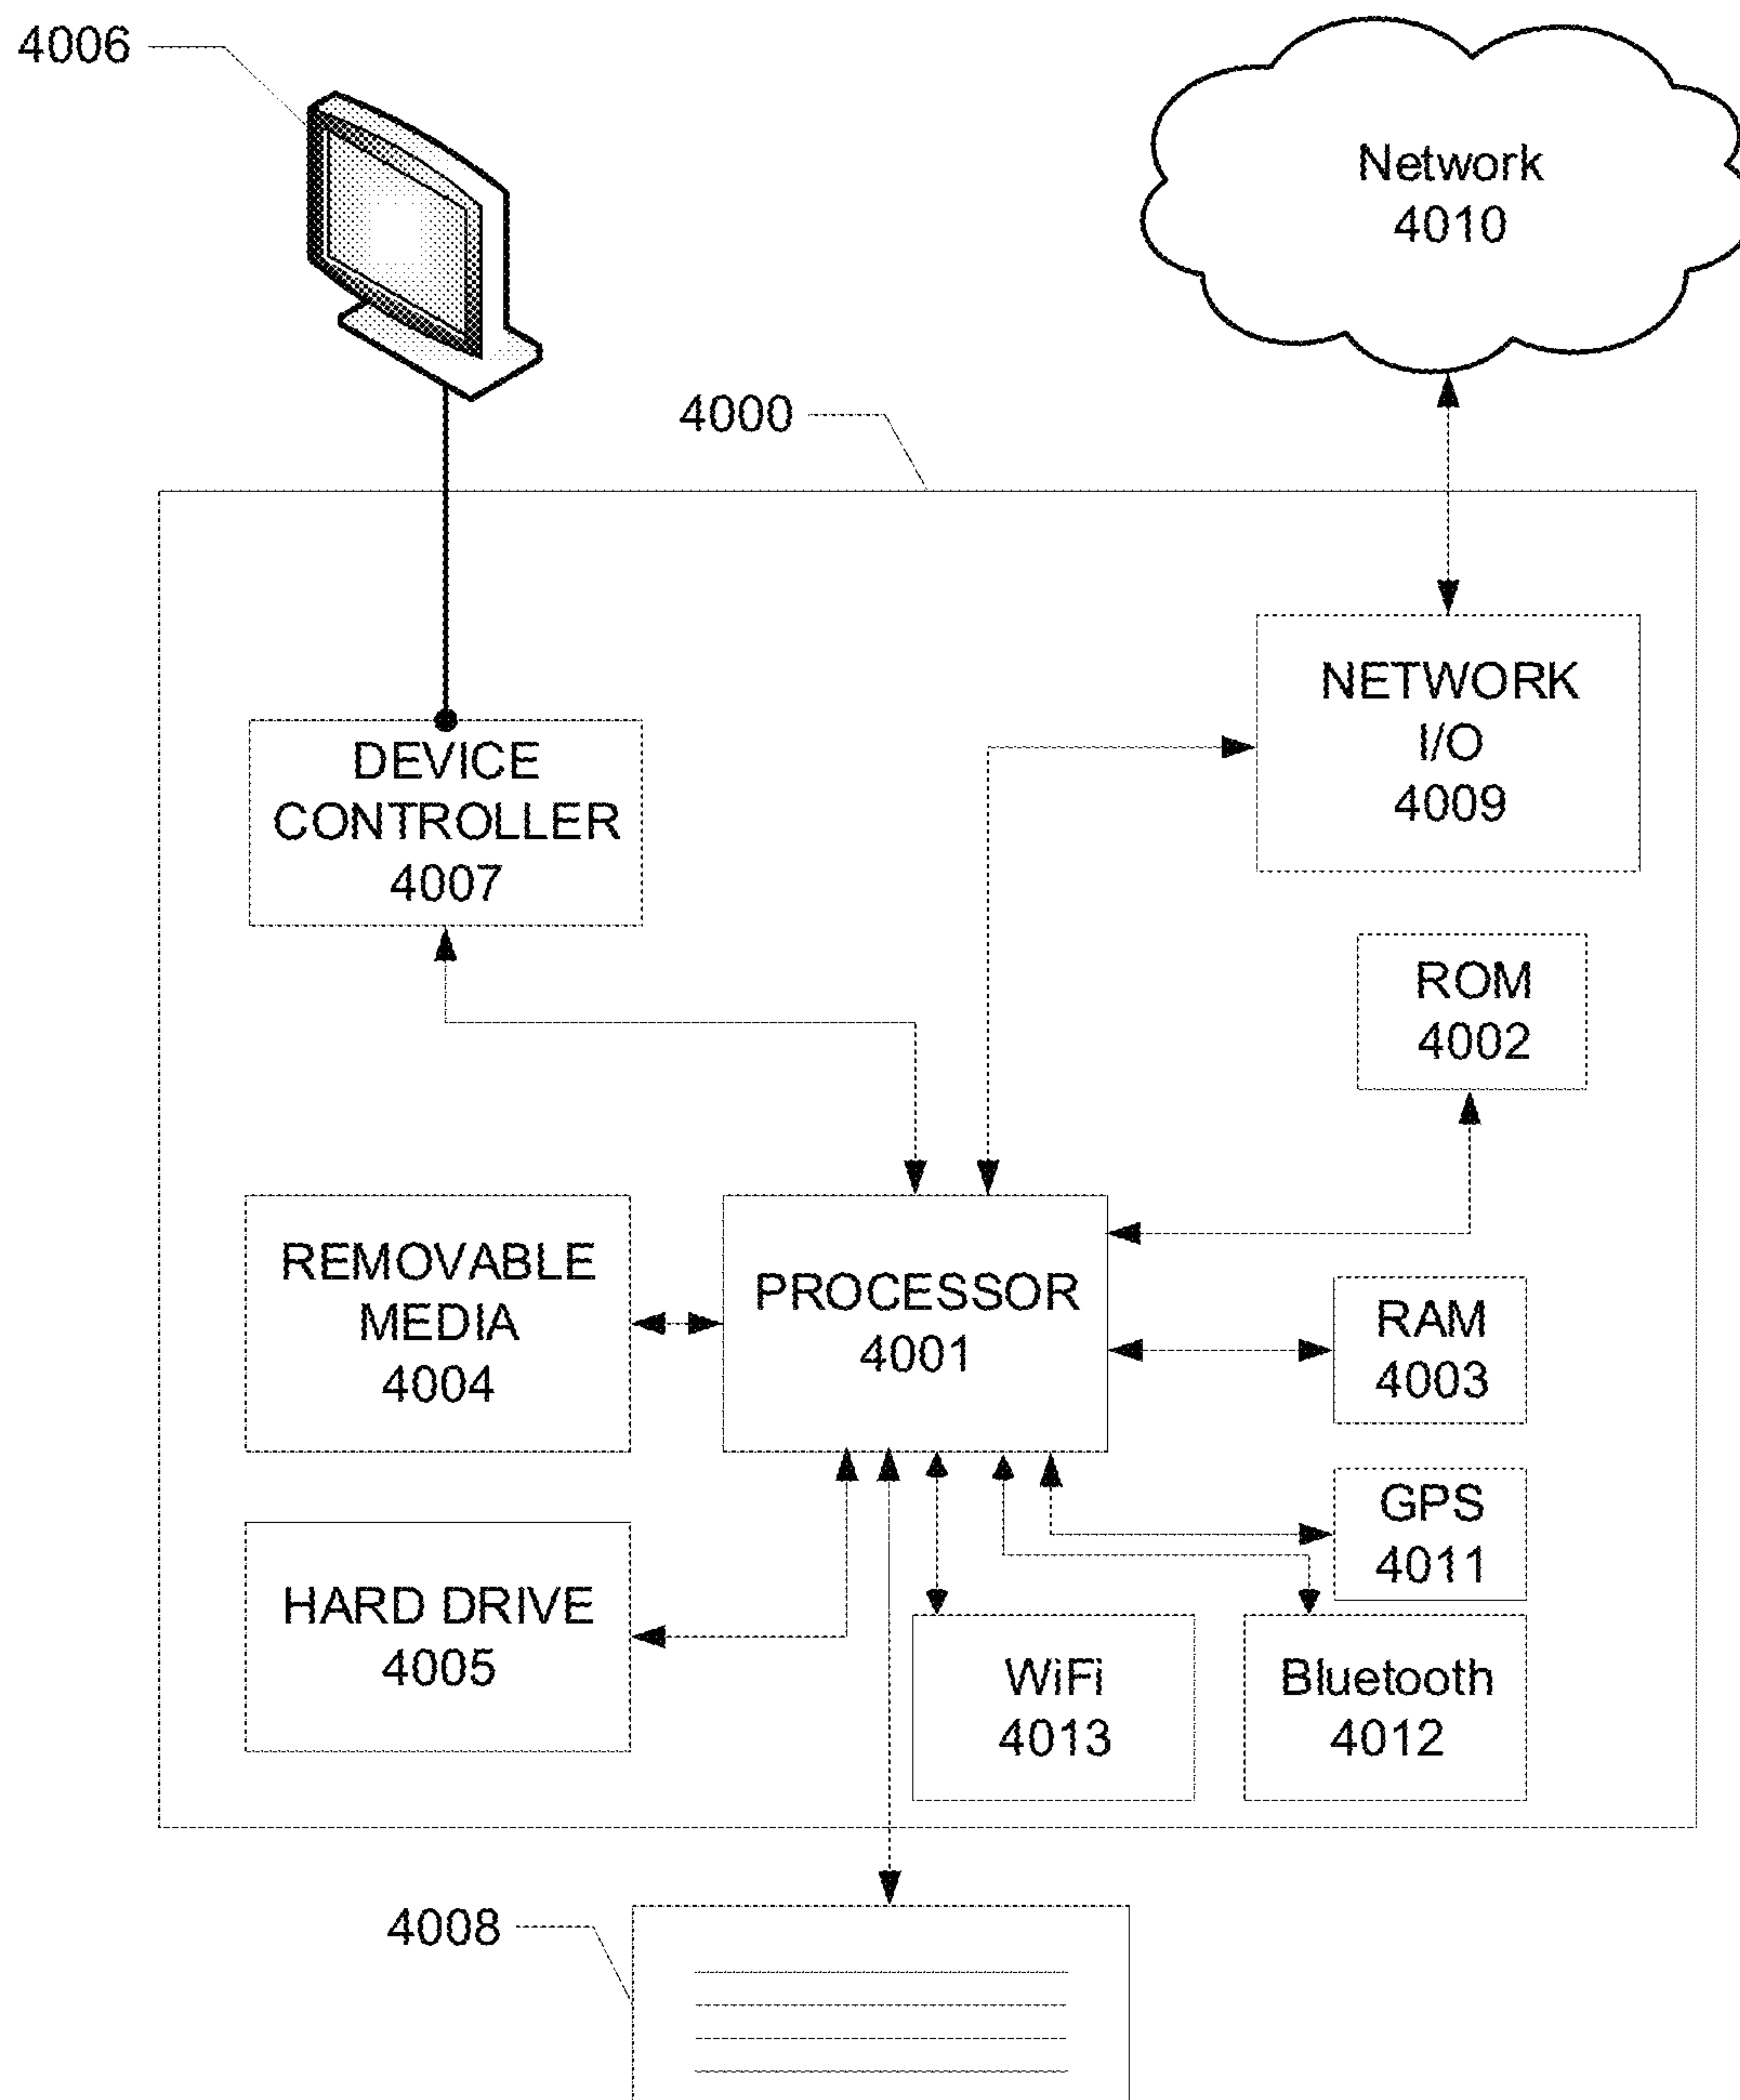 4006
Network
4010
4000
NETWORK
I/O
4009
DEVICE
CONTROLLER
4007
ROM
4002
REMOVABLE
MEDIA
4004
PROCESSOR
4001
RAM
4003
GPS
4011
HARD DRIVE
4005
WiFi
4013
Bluetooth
4012
4008